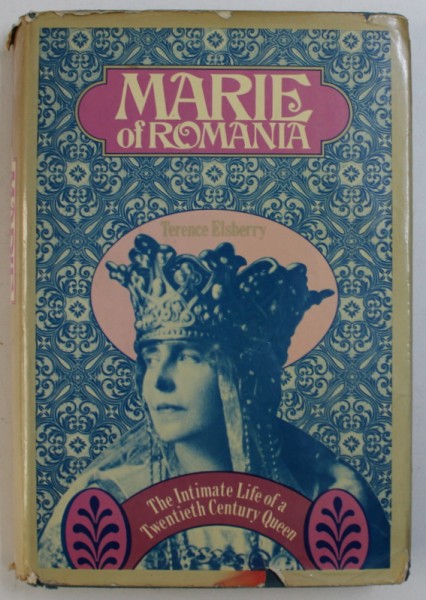 MARIE
of ROMANIA
Terence Elsberry
The Intimate Life of a
Twentieth Century Queen